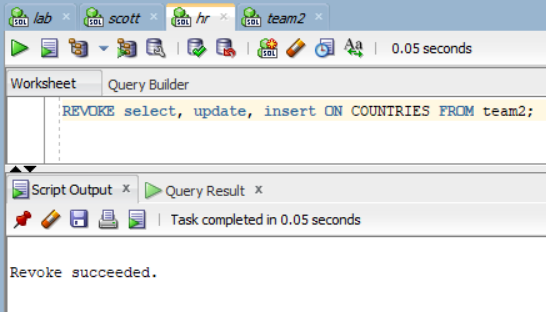 lab × scott × hr × team2 ×
0.05 seconds
Worksheet Query Builder
REVOKE select, update, insert ON COUNTRIES FROM team2;
Script Output × Query Result ×
Task completed in 0.05 seconds
Revoke succeeded.